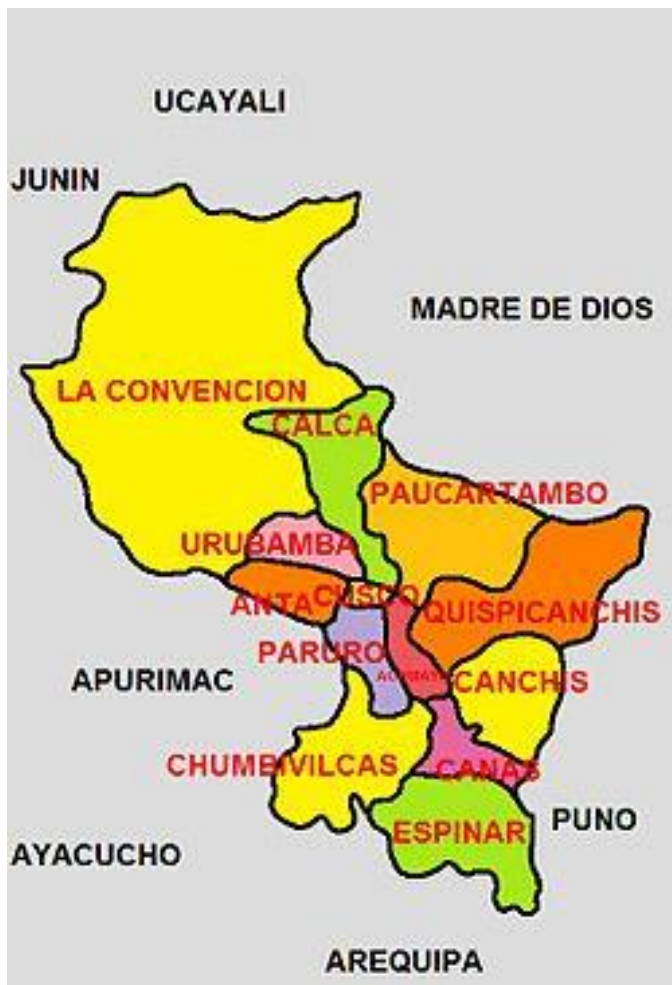 UCAYALI
JUNIN
MADRE DE DIOS
LA CONVENCION
CALCA
PAUCARTAMBO
URUBAMBA
ANTA
CUSCO
QUISPICANCHIS
PARURO
APURIMAC
CANCHIS
CHUMBIVILCAS
CANAS
PUNO
ESPINAR
AYACUCHO
AREQUIPA